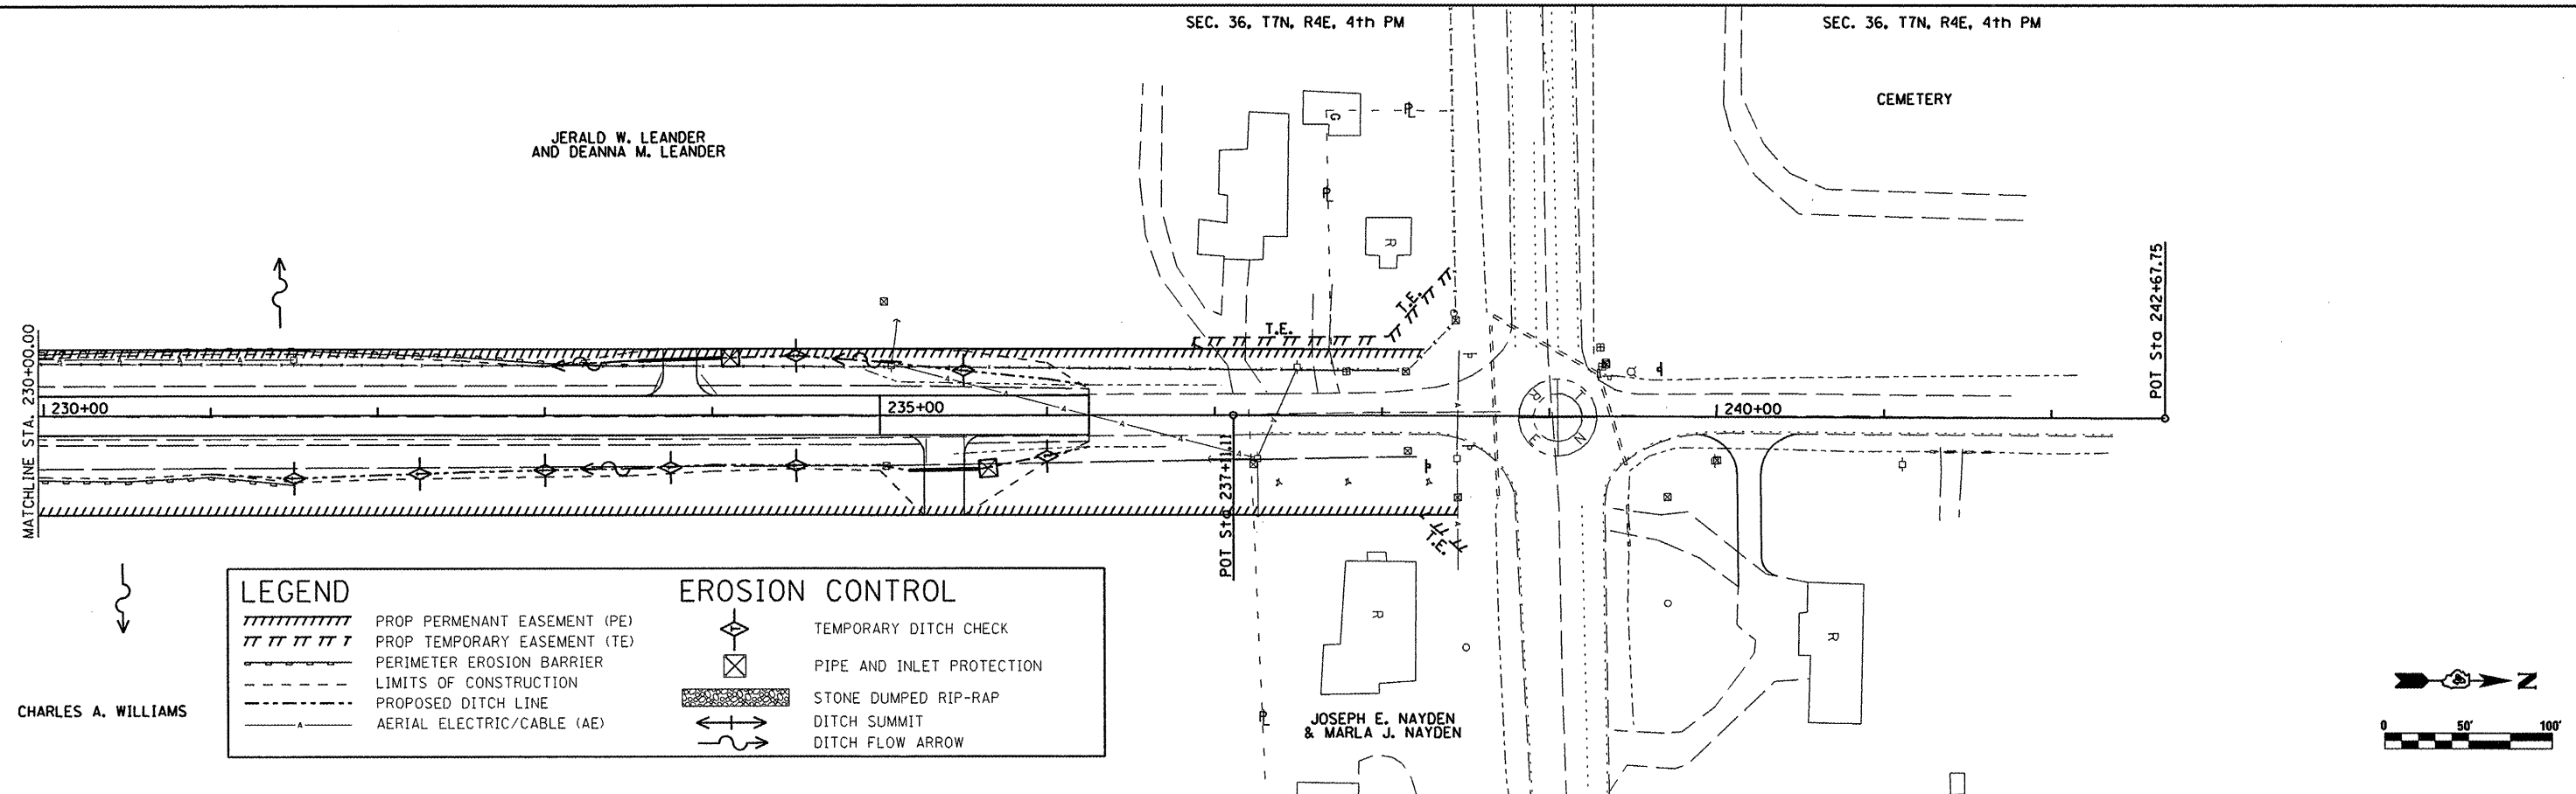 SEC. 36, T7N, R4E, 4th PM
SEC. 36, T7N, R4E, 4th PM
CEMETERY
JERALD W. LEANDER
AND DEANNA M. LEANDER
P
L
G
P
L
R
T.E.
T.E.
MATCHLINE STA. 230+00.00
230+00
235+00
240+00
POT Sta 242+67.75
POT Sta 237+11.11
T.E.
R
R
P
L
LEGEND
PROP PERMENANT EASEMENT (PE)
PROP TEMPORARY EASEMENT (TE)
PERIMETER EROSION BARRIER
LIMITS OF CONSTRUCTION
PROPOSED DITCH LINE
A
AERIAL ELECTRIC/CABLE (AE)
EROSION CONTROL
TEMPORARY DITCH CHECK
PIPE AND INLET PROTECTION
STONE DUMPED RIP-RAP
DITCH SUMMIT
DITCH FLOW ARROW
CHARLES A. WILLIAMS
JOSEPH E. NAYDEN
& MARLA J. NAYDEN
N
0 50' 100'